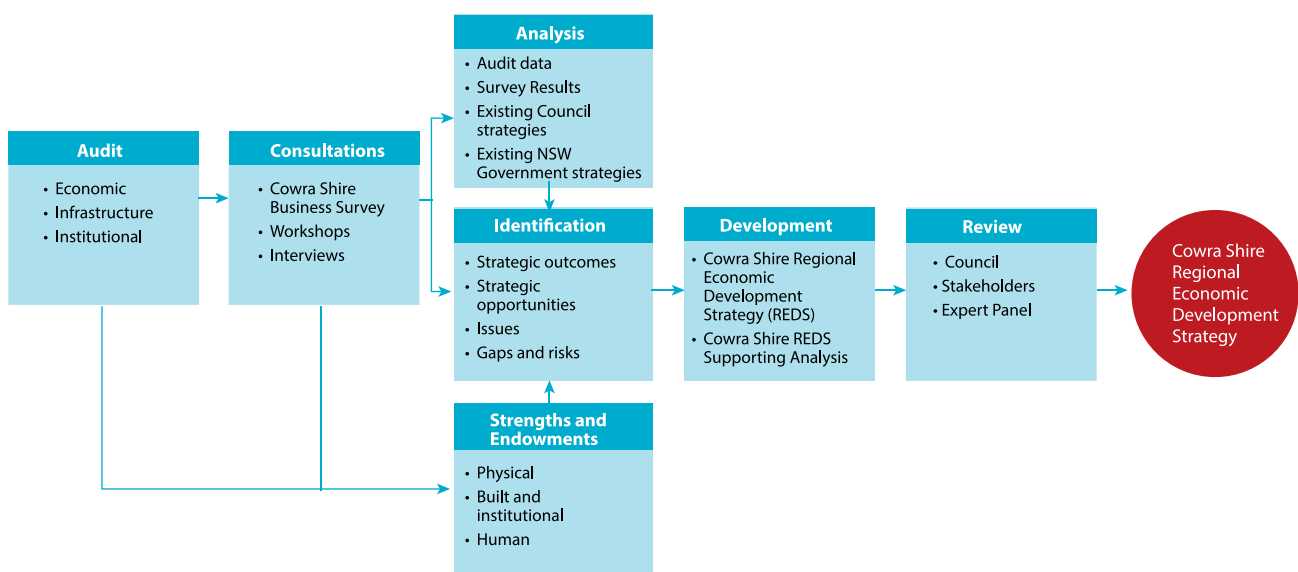 Audit
• Economic
• Infrastructure
• Institutional
Consultations
• Cowra Shire
Business Survey
• Workshops
• Interviews
Analysis
• Audit data
• Survey Results
• Existing Council
strategies
• Existing NSW
Government strategies
Identification
• Strategic outcomes
• Strategic
opportunities
• Issues
• Gaps and risks
Strengths and
Endowments
• Physical
• Built and
institutional
• Human
Development
• Cowra Shire Regional
Economic
Development
Strategy (REDS)
• Cowra Shire REDS
Supporting Analysis
Review
• Council
• Stakeholders
• Expert Panel
Cowra Shire
Regional
Economic
Development
Strategy